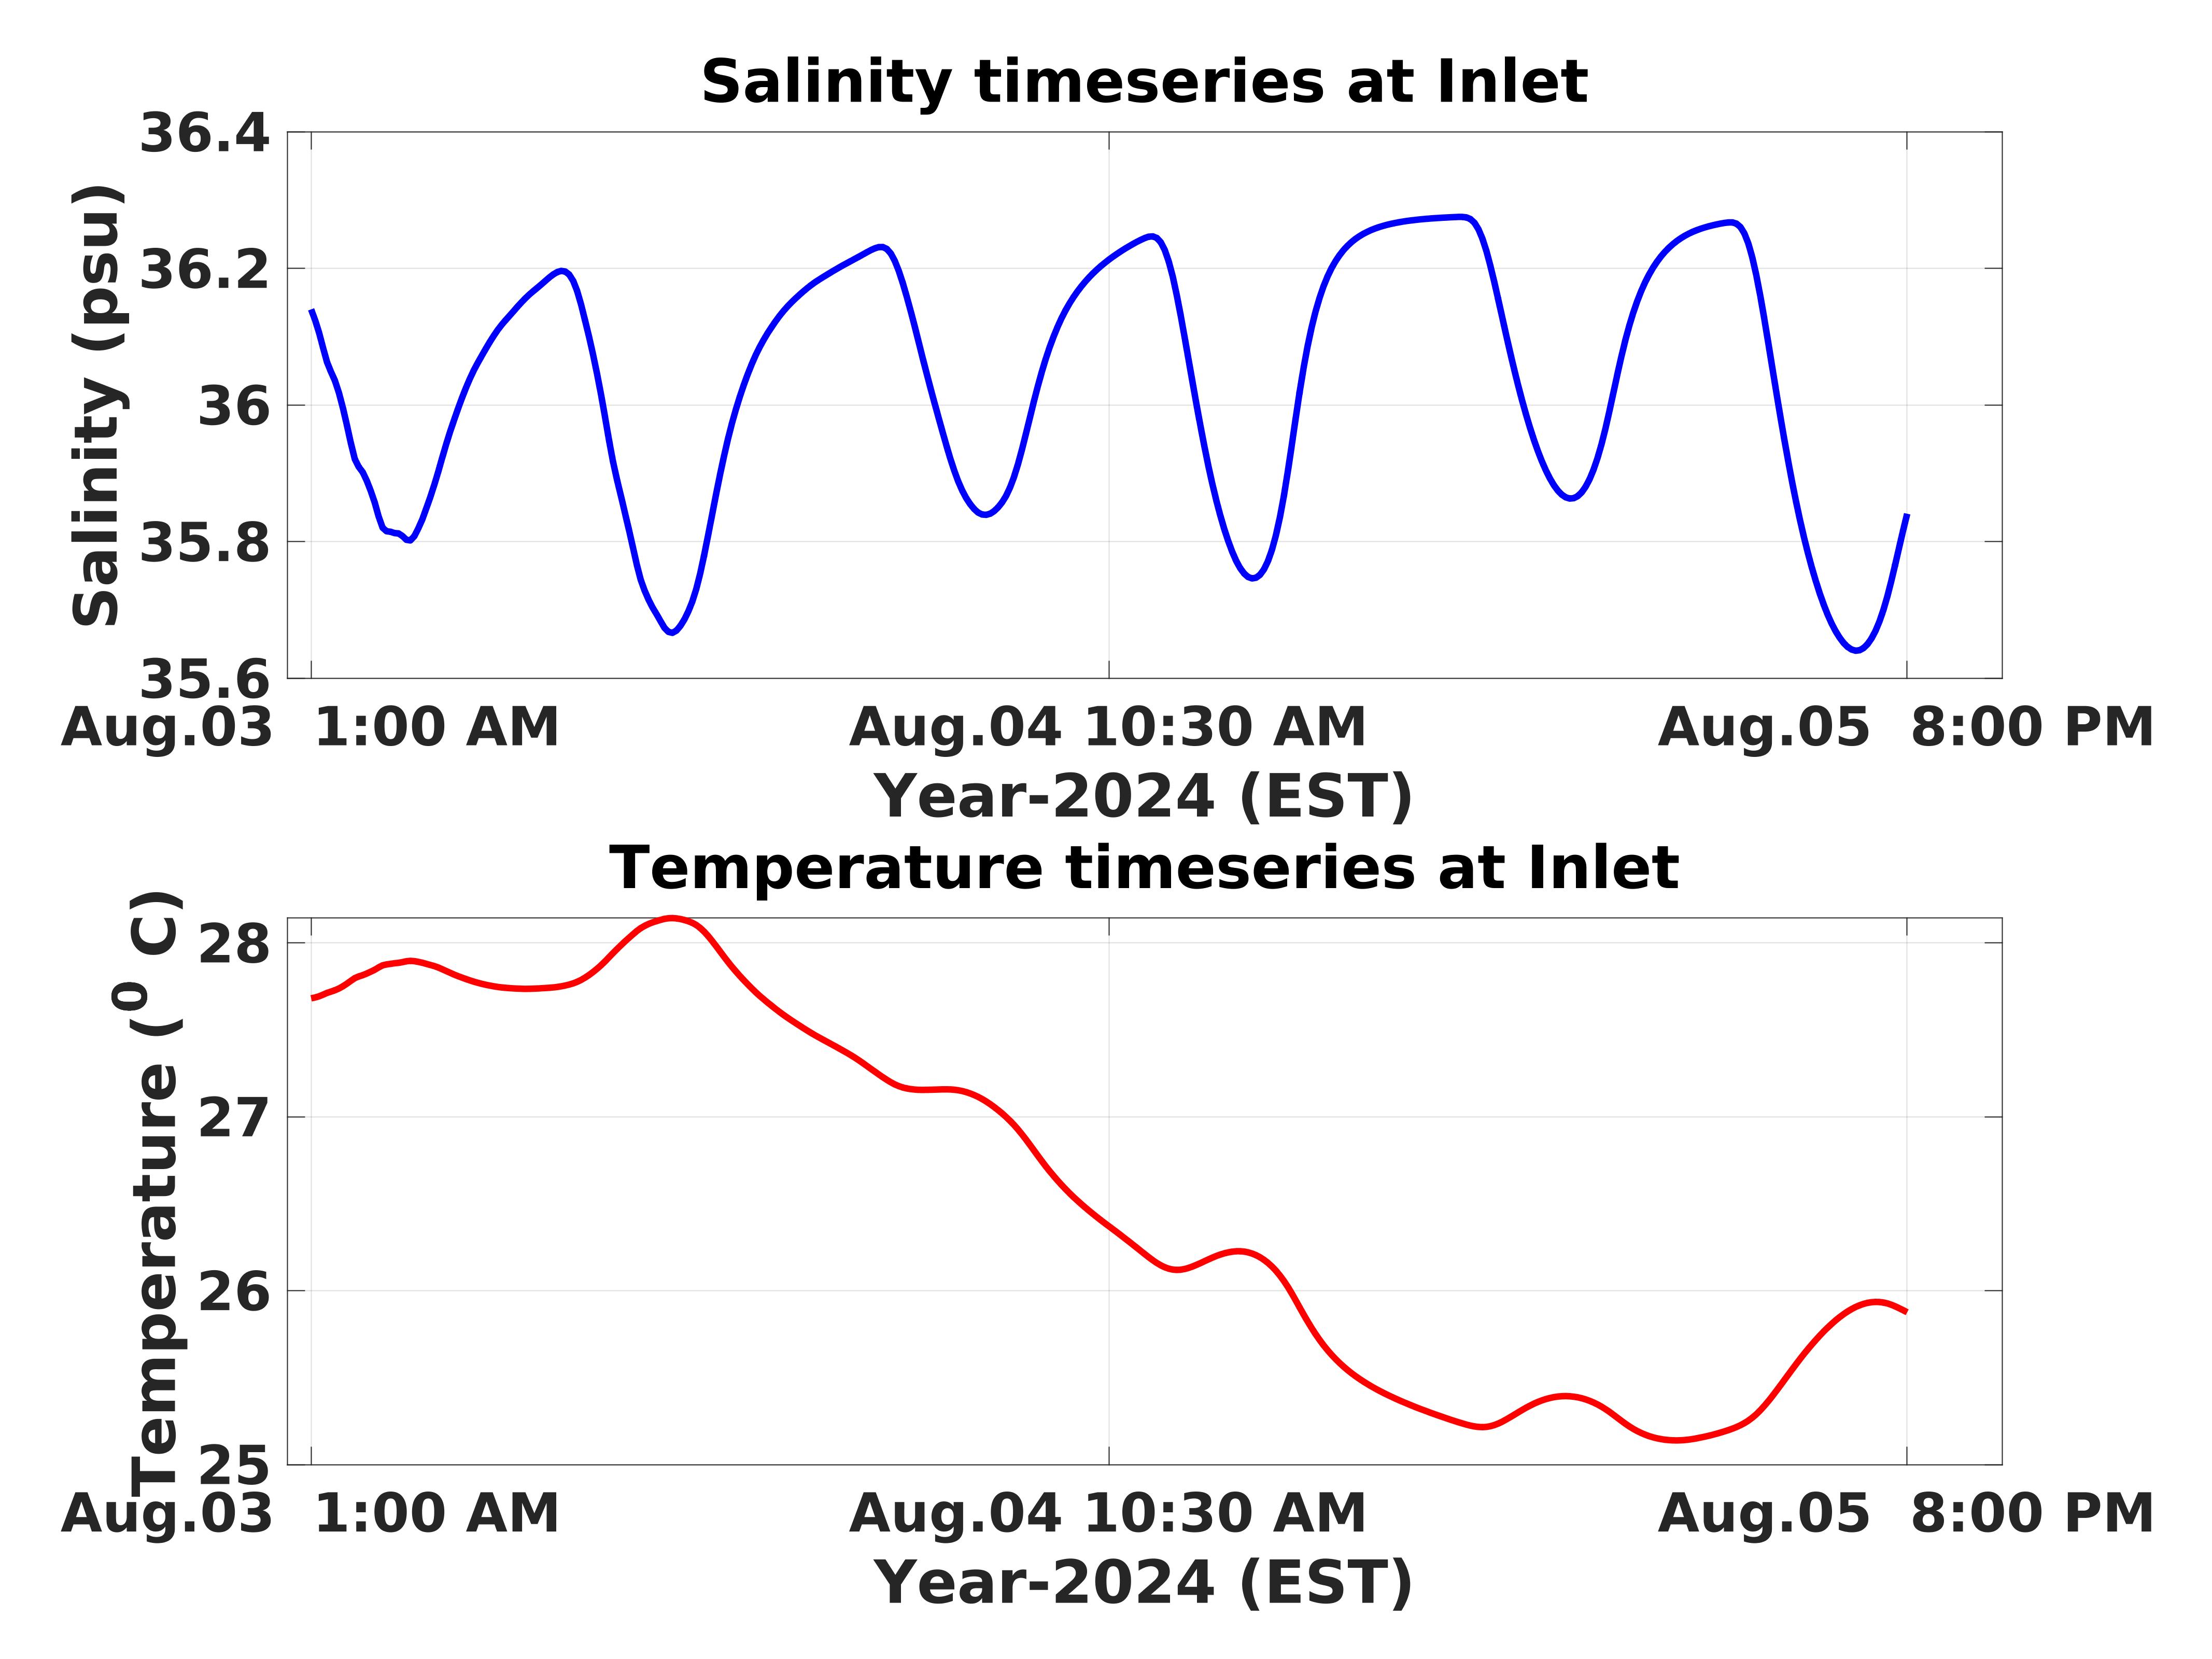 Salinity timeseries at Inlet
Salinity (psu)
36.4
36.2
36
35.8
35.6
Aug.03 1:00 AM Aug.04 10:30 AM Aug.05 8:00 PM
Year-2024 (EST)
Temperature timeseries at Inlet
Temperature (⁰ C)
28
27
26
25
Aug.03 1:00 AM Aug.04 10:30 AM Aug.05 8:00 PM
Year-2024 (EST)